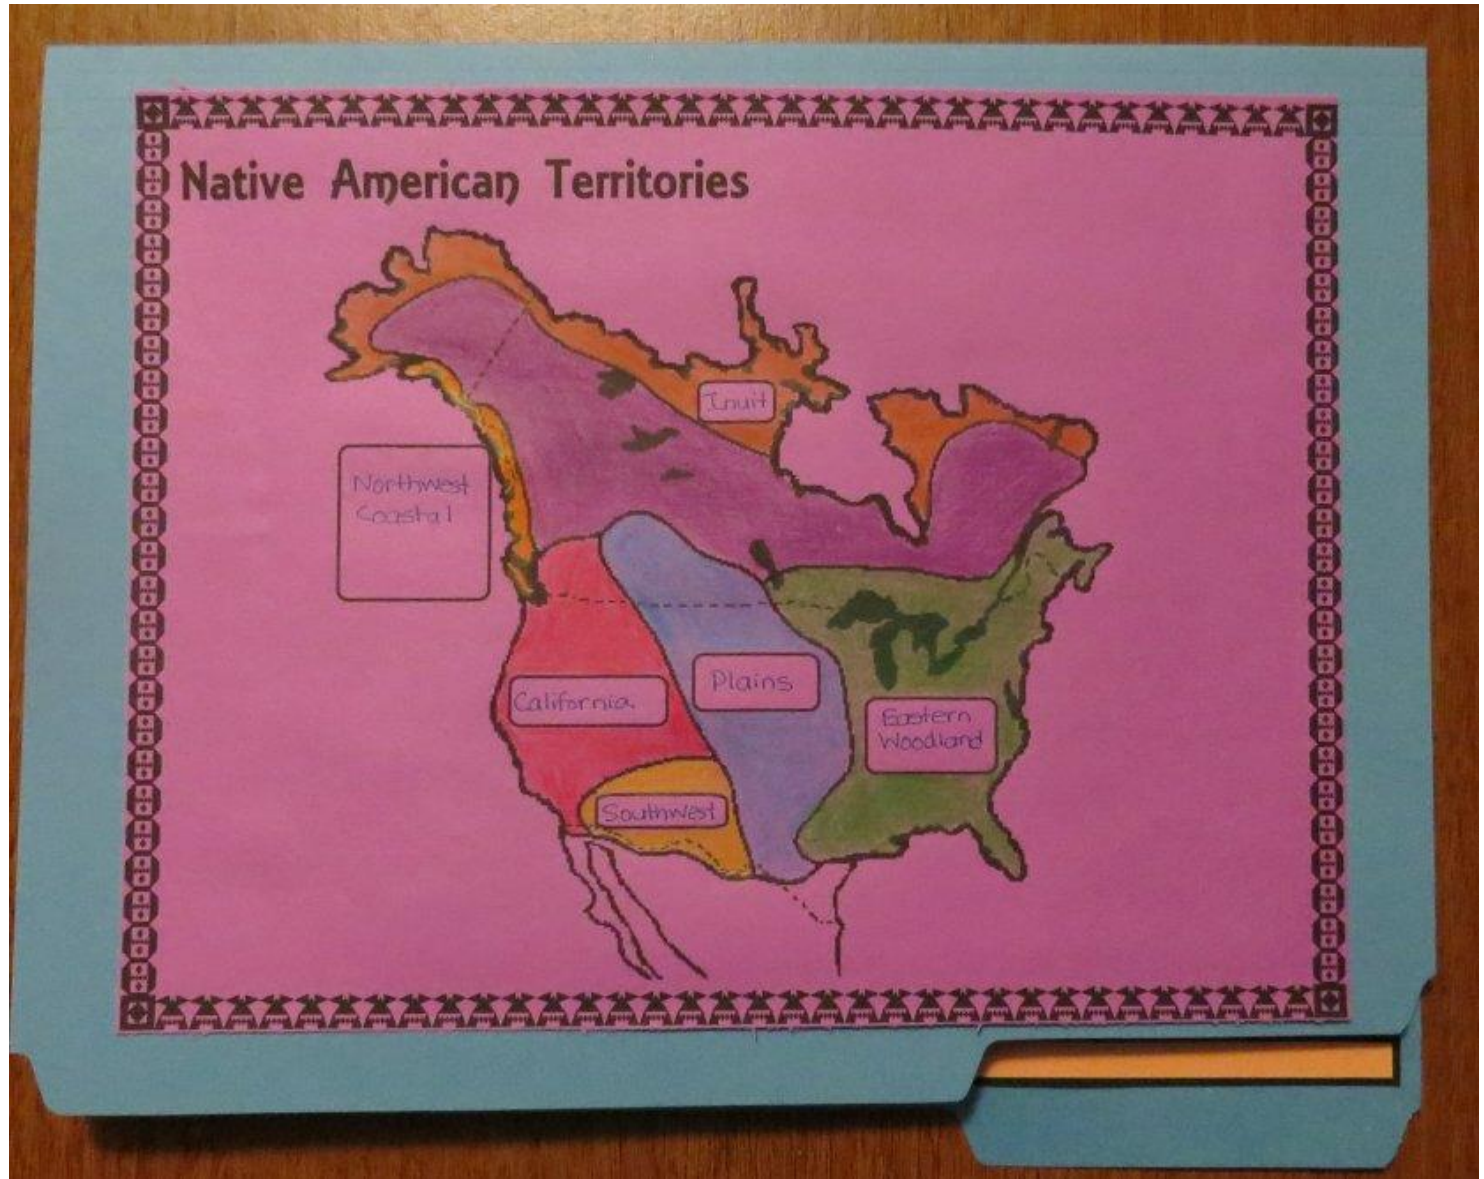 Native American Territories
Inuit
Northwest
Coastal
California
Plains
Eastern
Woodland
Southwest